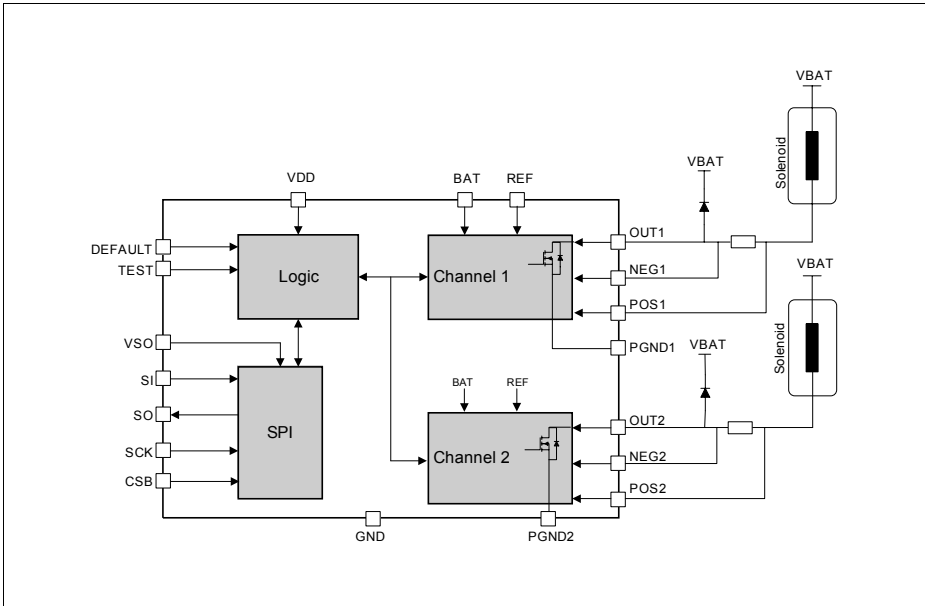 VBAT
Solenoid
VBAT
VDD
BAT
REF
DEFAULT
TEST
Logic
Channel 1
OUT1
NEG1
POS1
PGND1
VBAT
Solenoid
VBAT
VSO
SI
SO
SCK
CSB
SPI
BAT
REF
Channel 2
OUT2
NEG2
POS2
GND
PGND2